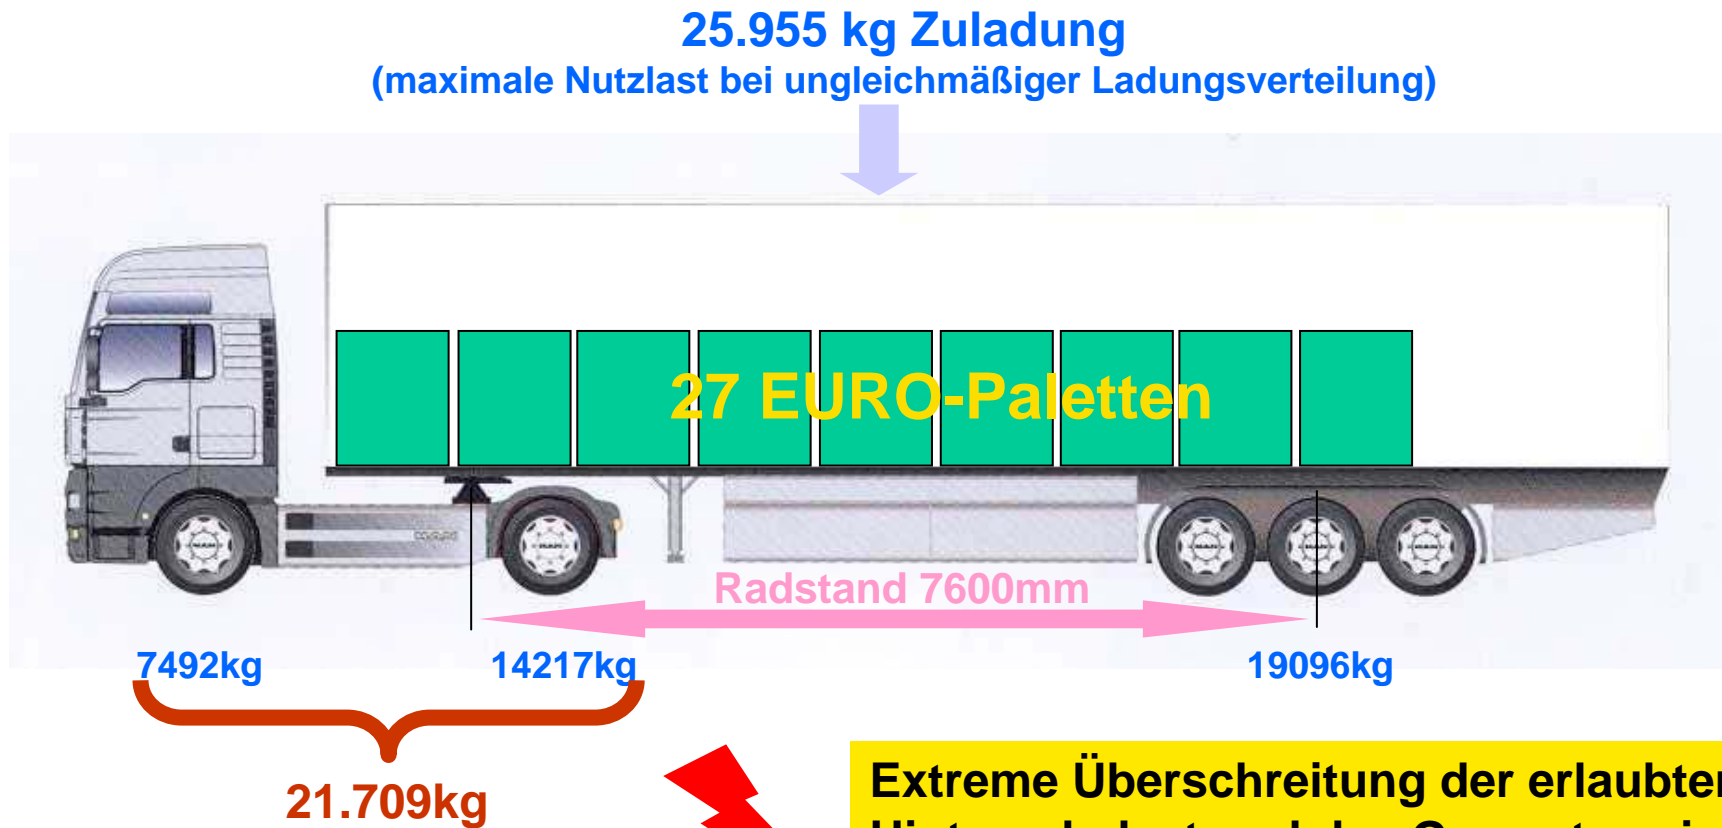 25.955 kg Zuladung
(maximale Nutzlast bei ungleichmäßiger Ladungsverteilung)
27 EURO-Paletten
MAN
Radstand 7600mm
7492kg 14217kg 19096kg
21.709kg
Extreme Überschreitung der erlaubten